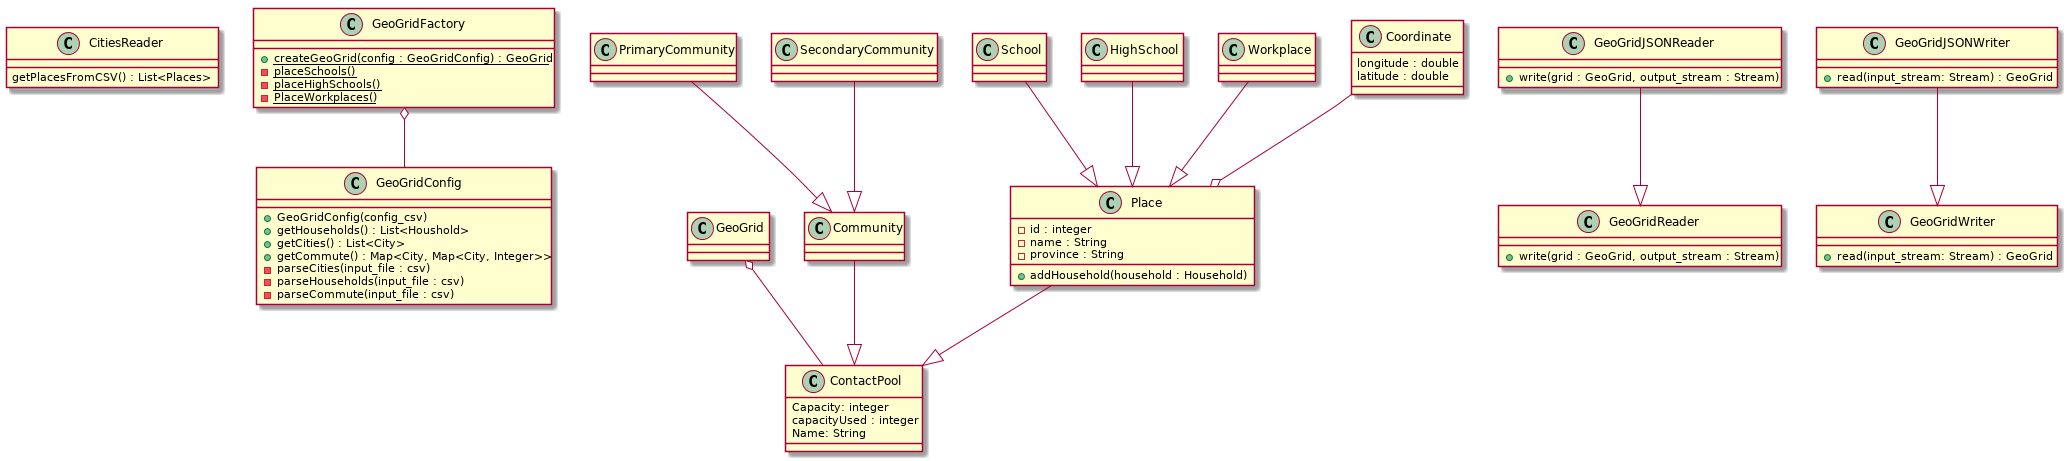 C CitiesReader
getPlacesFromCSV() : List<Places>
C GeoGridFactory
createGeoGrid(config : GeoGridConfig) : GeoGrid
placeSchools()
placeHighSchools()
PlaceWorkplaces()
C GeoGridConfig
GeoGridConfig(config_csv)
getHouseholds() : List<Houshold>
getCities() : List<City>
getCommute() : Map<City, Map<City, Integer>>
parseCities(input_file : csv)
parseHouseholds(input_file : csv)
parseCommute(input_file : csv)
C PrimaryCommunity
C SecondaryCommunity
C School
C HighSchool
C Workplace
C Coordinate
longitude : double
latitude : double
C GeoGrid
C Community
C Place
id : integer
name : String
province : String
addHousehold(household : Household)
C ContactPool
Capacity: integer
capacityUsed : integer
Name: String
C GeoGridJSONReader
write(grid : GeoGrid, output_stream : Stream)
C GeoGridReader
write(grid : GeoGrid, output_stream : Stream)
C GeoGridJSONWriter
read(input_stream: Stream) : GeoGrid
C GeoGridWriter
read(input_stream: Stream) : GeoGrid